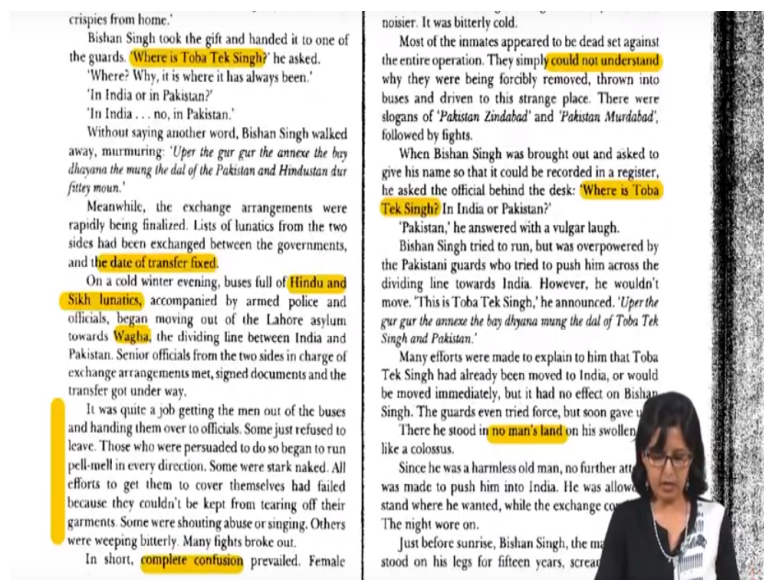 crispies from home.'
Bishan Singh took the gift and handed it to one of
the guards. 'Where is Toba Tek Singh?' he asked.
'Where? Why, it is where it has always been.'
'In India or in Pakistan?'
'In India . . . no, in Pakistan.'
Without saying another word, Bishan Singh walked
away, murmuring: 'Uper the gur gur the annexe the bay
dhayana the mung the dal of the Pakistan and Hindustan dur
fittey moun.'
Meanwhile, the exchange arrangements were
rapidly being finalized. Lists of lunatics from the two
sides had been exchanged between the governments,
and the date of transfer fixed.
On a cold winter evening, buses full of Hindu and
Sikh lunatics, accompanied by armed police and
officials, began moving out of the Lahore asylum
towards Wagha, the dividing line between India and
Pakistan. Senior officials from the two sides in charge of
exchange arrangements met, signed documents and the
transfer got under way.
It was quite a job getting the men out of the buses
and handing them over to officials. Some just refused to
leave. Those who were persuaded to do so began to run
pell-mell in every direction. Some were stark naked. All
efforts to get them to cover themselves had failed
because they couldn't be kept from tearing off their
garments. Some were shouting abuse or singing. Others
were weeping bitterly. Many fights broke out.
In short, complete confusion prevailed. Female
noisier. It was bitterly cold.
Most of the inmates appeared to be dead set against
the entire operation. They simply could not understand
why they were being forcibly removed, thrown into
buses and driven to this strange place. There were
slogans of 'Pakistan Zindabad' and 'Pakistan Murdabad',
followed by fights.
When Bishan Singh was brought out and asked to
give his name so that it could be recorded in a register,
he asked the official behind the desk: 'Where is Toba
Tek Singh? In India or Pakistan?'
'Pakistan,' he answered with a vulgar laugh.
Bishan Singh tried to run, but was overpowered by
the Pakistani guards who tried to push him across the
dividing line towards India. However, he wouldn't
move. 'This is Toba Tek Singh,' he announced. 'Uper the
gur gur the annexe the bay dhyana mung the dal of Toba Tek
Singh and Pakistan.'
Many efforts were made to explain to him that Toba
Tek Singh had already been moved to India, or would
be moved immediately, but it had no effect on Bishan
Singh. The guards even tried force, but soon gave
There he stood in no man's land on his swollen
like a colossus.
Since he was a harmless old man, no further
was made to push him into India. He was
stand where he wanted, while the exchange
The night wore on.
Just before sunrise, Bishan Singh, the
stood on his legs for fifteen years,